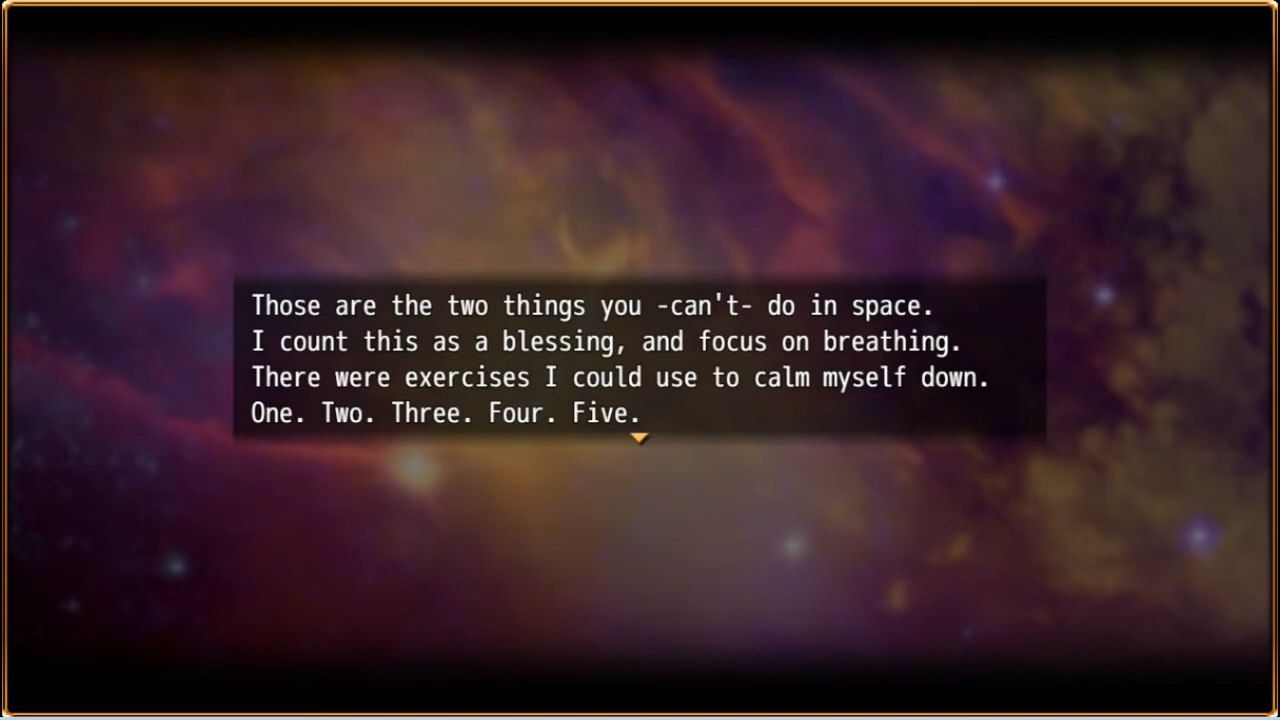 Those are the two things you -can't- do in space.
I count this as a blessing, and focus on breathing.
There were exercises I could use to calm myself down.
One. Two. Three. Four. Five.